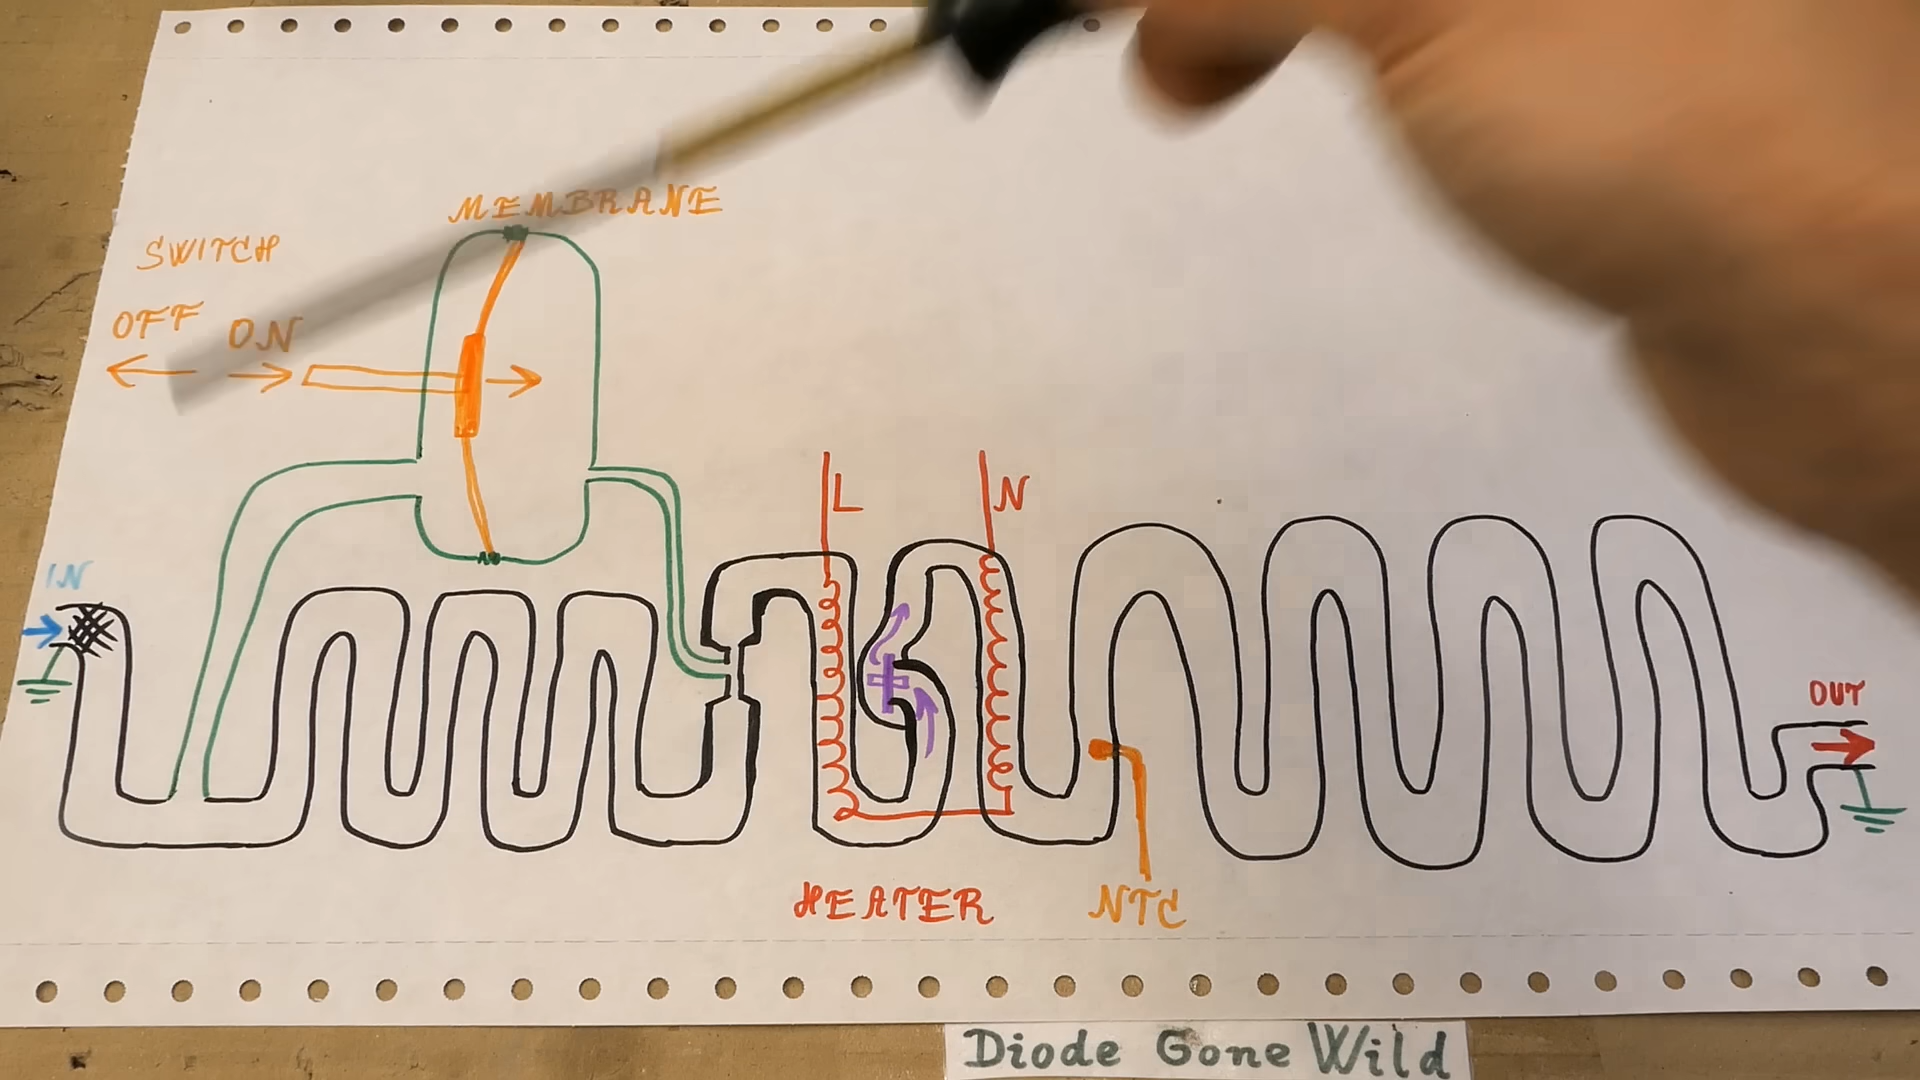 MEMBRANE
SWITCH
OFF ON
L N
IN
OUT
HEATER
NTC
Diode Gone Wild